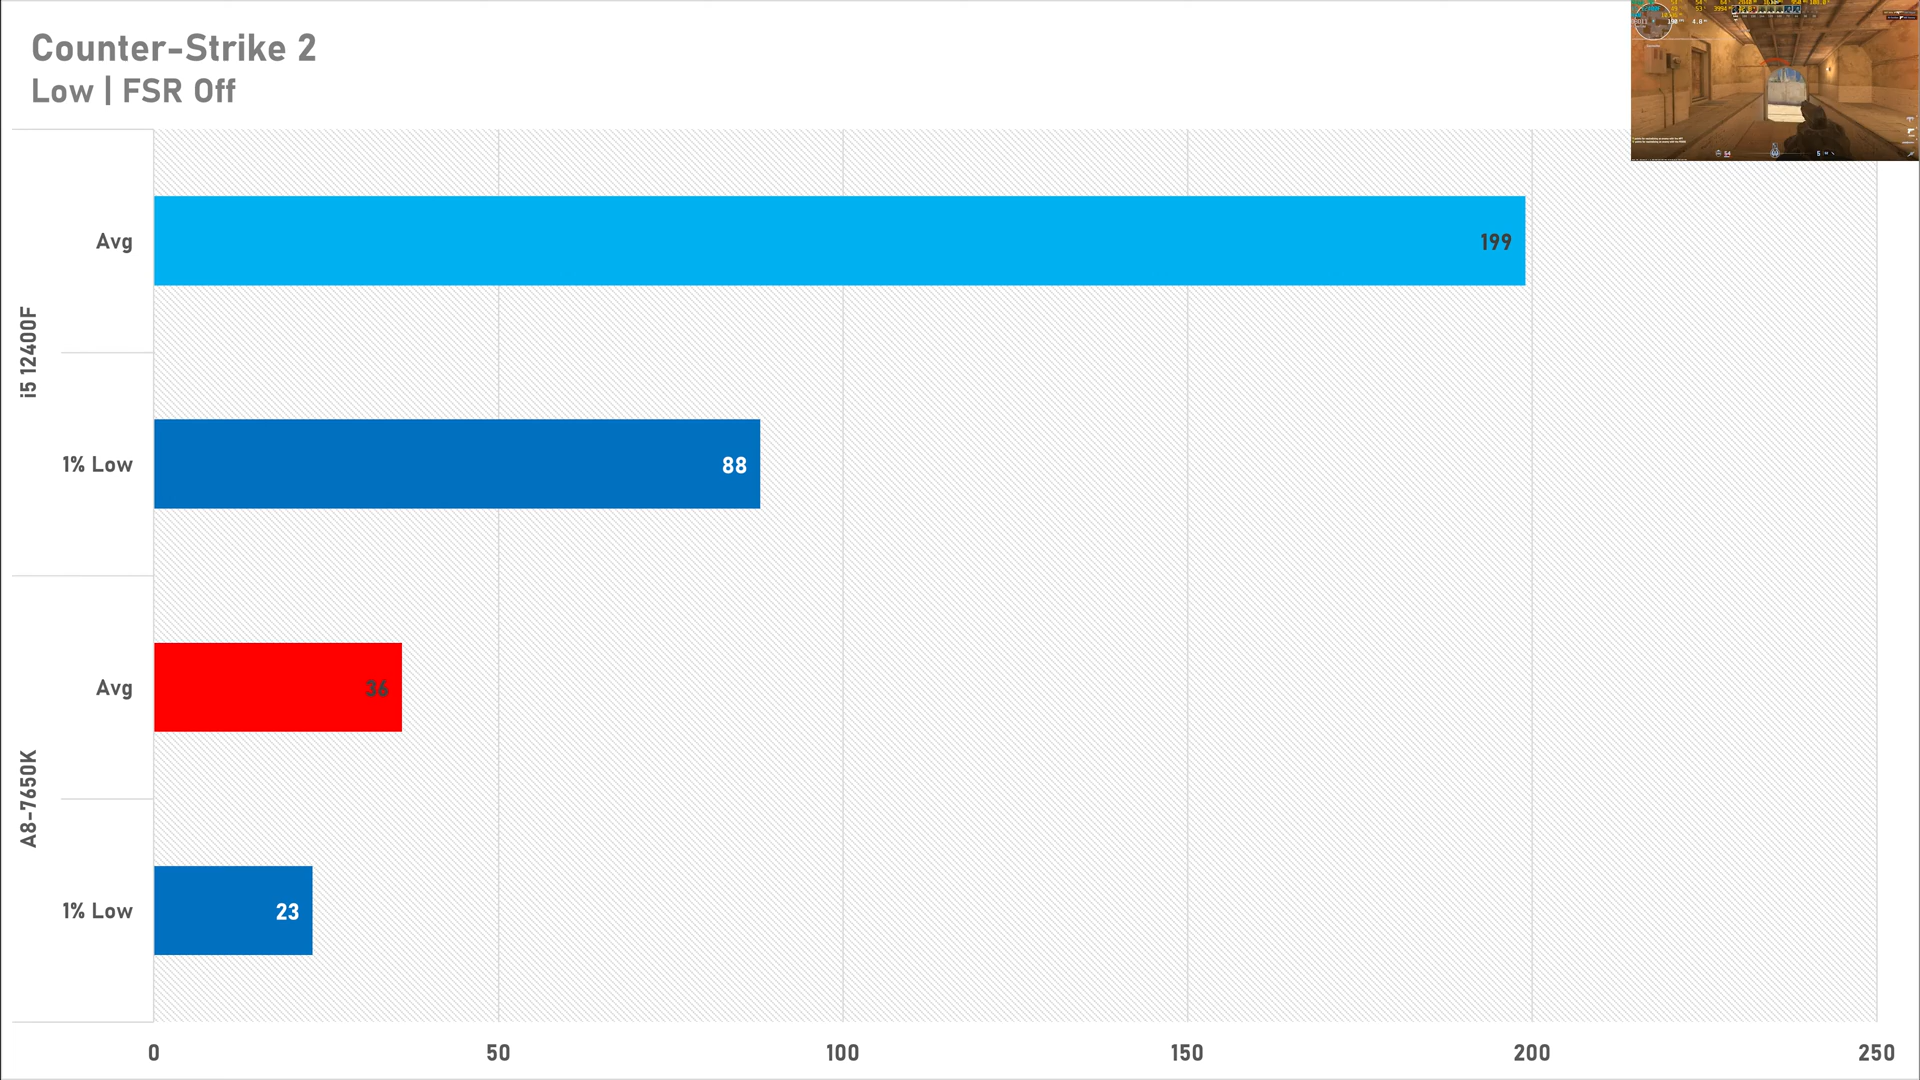 Counter-Strike 2
Low | FSR Off
i5 12400F
Avg
199
1% Low
88
A8-7650K
Avg
36
1% Low
23
0 50 100 150 200 250